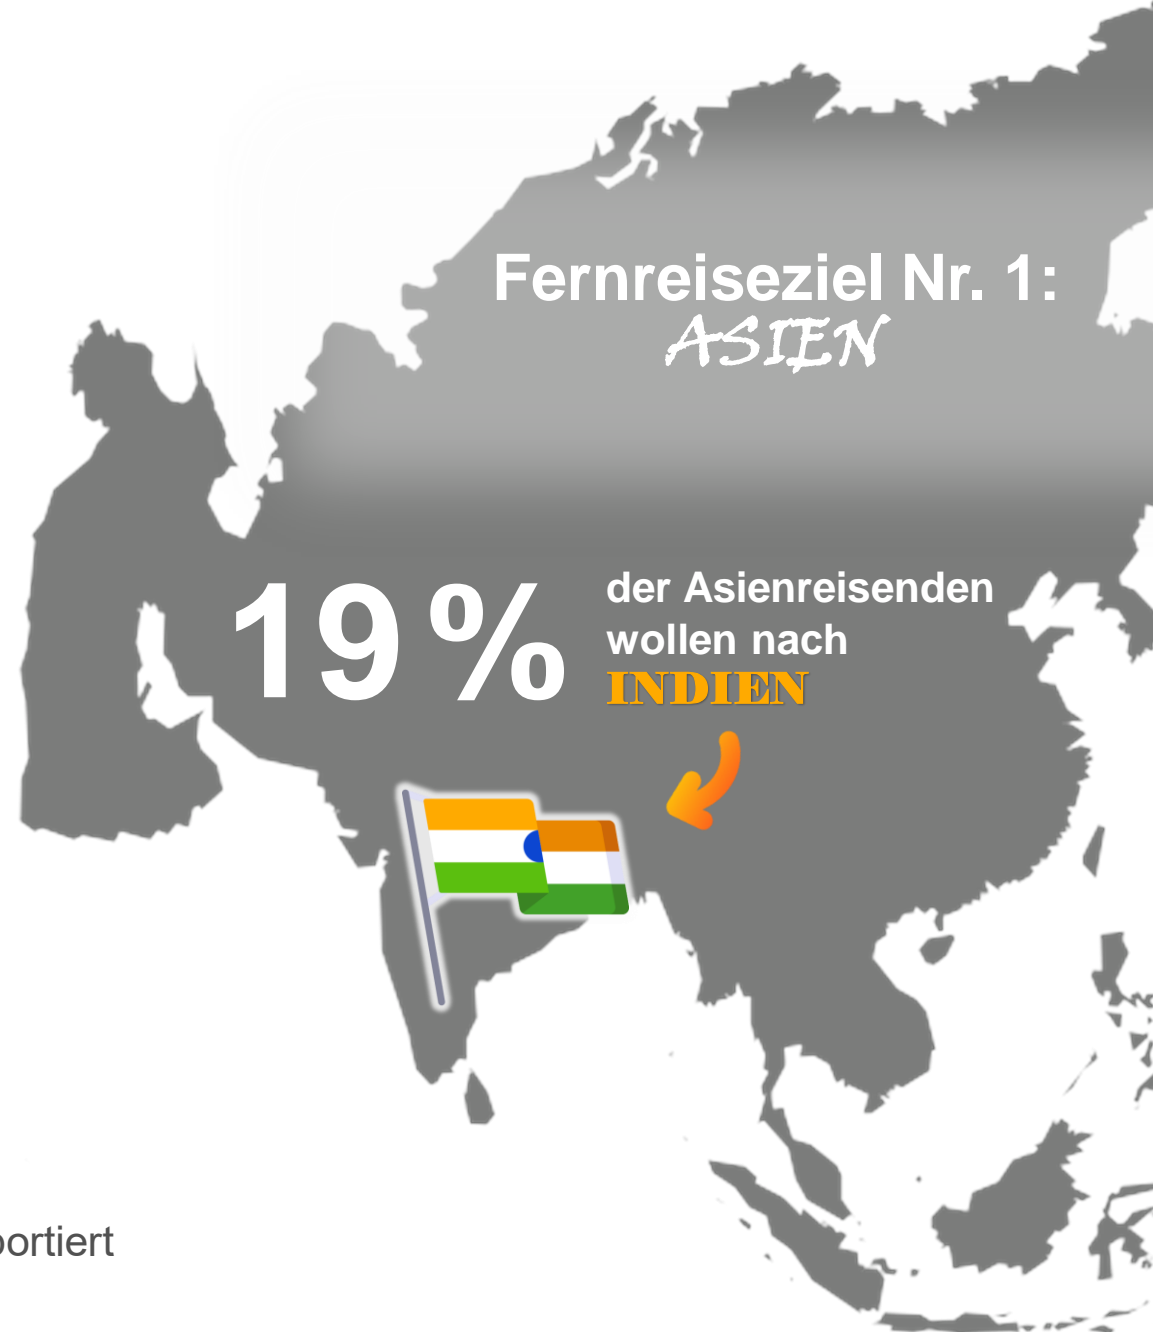 Fernreiseziel Nr. 1:
ASIEN
19 %
der Asienreisenden
wollen nach
INDIEN